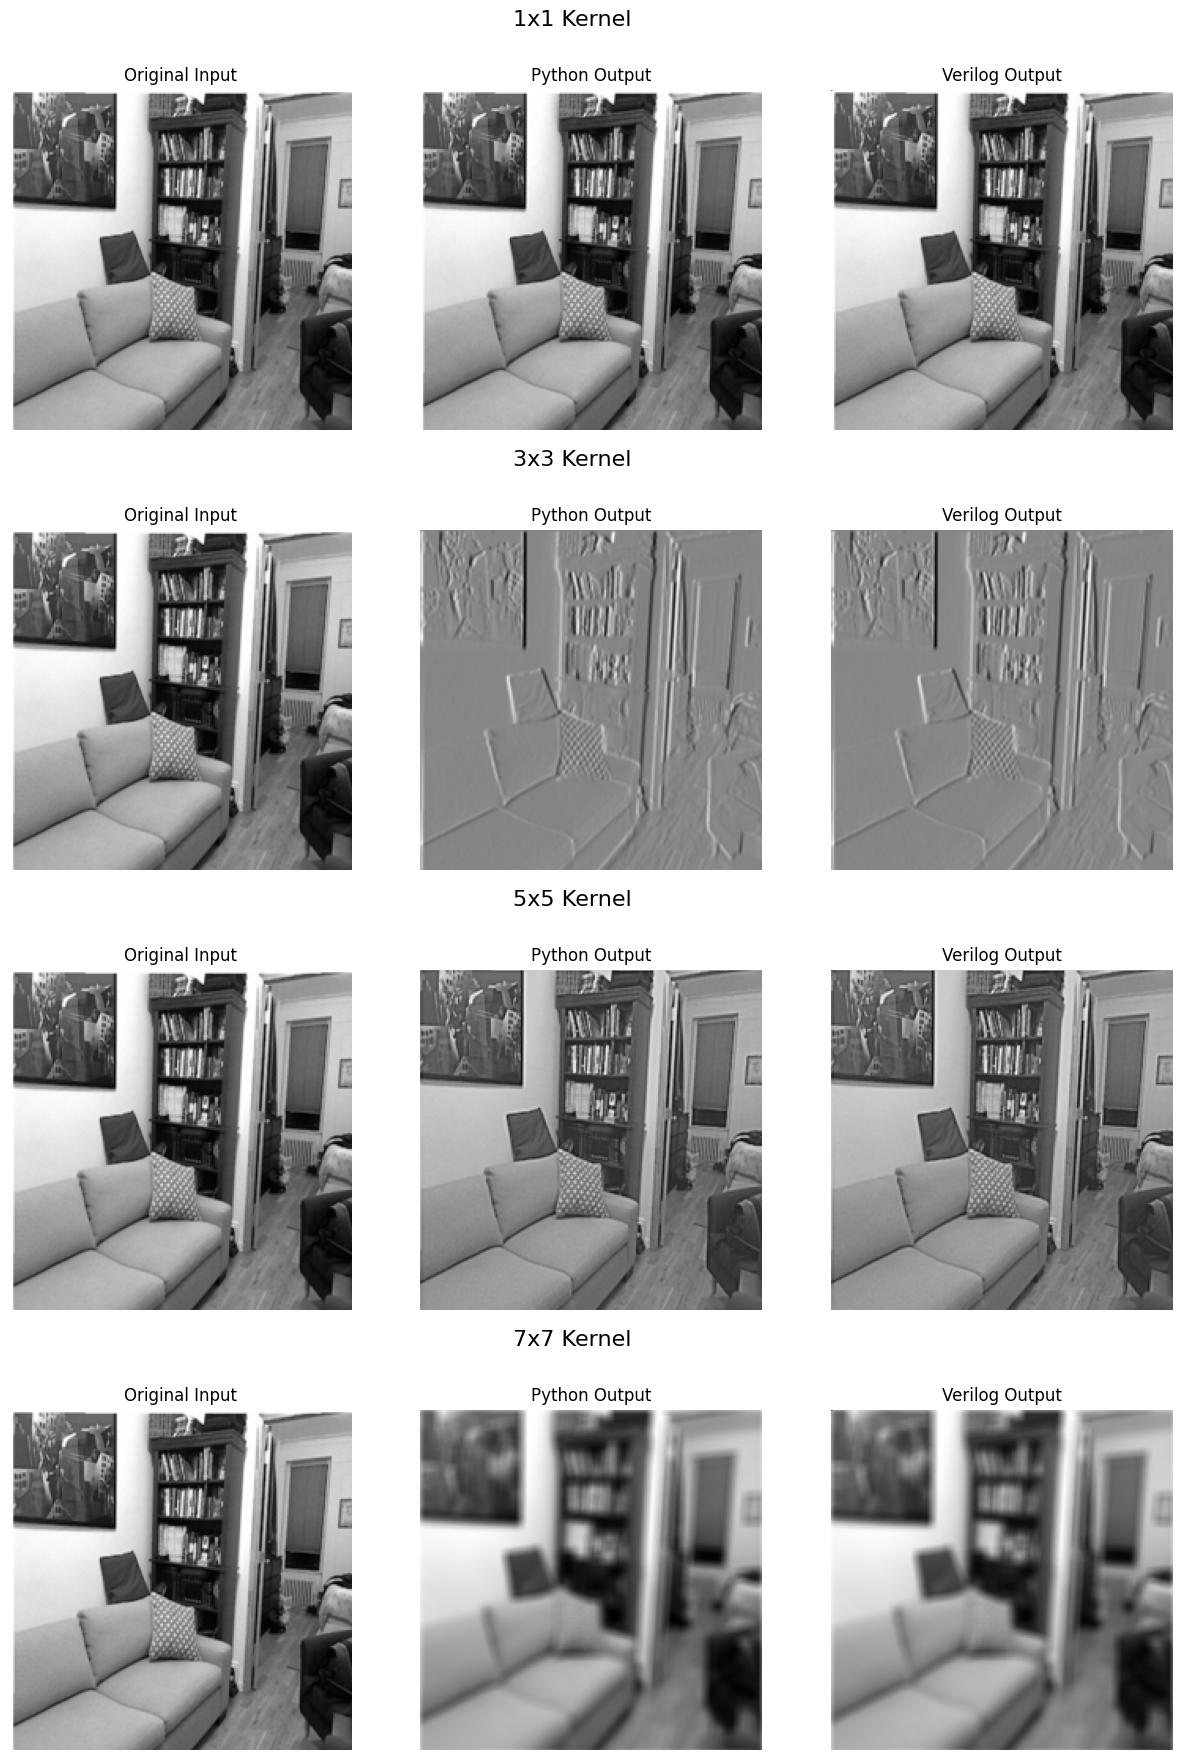 1x1 Kernel
Original Input
Python Output
Verilog Output
3x3 Kernel
Original Input
Python Output
Verilog Output
5x5 Kernel
Original Input
Python Output
Verilog Output
7x7 Kernel
Original Input
Python Output
Verilog Output